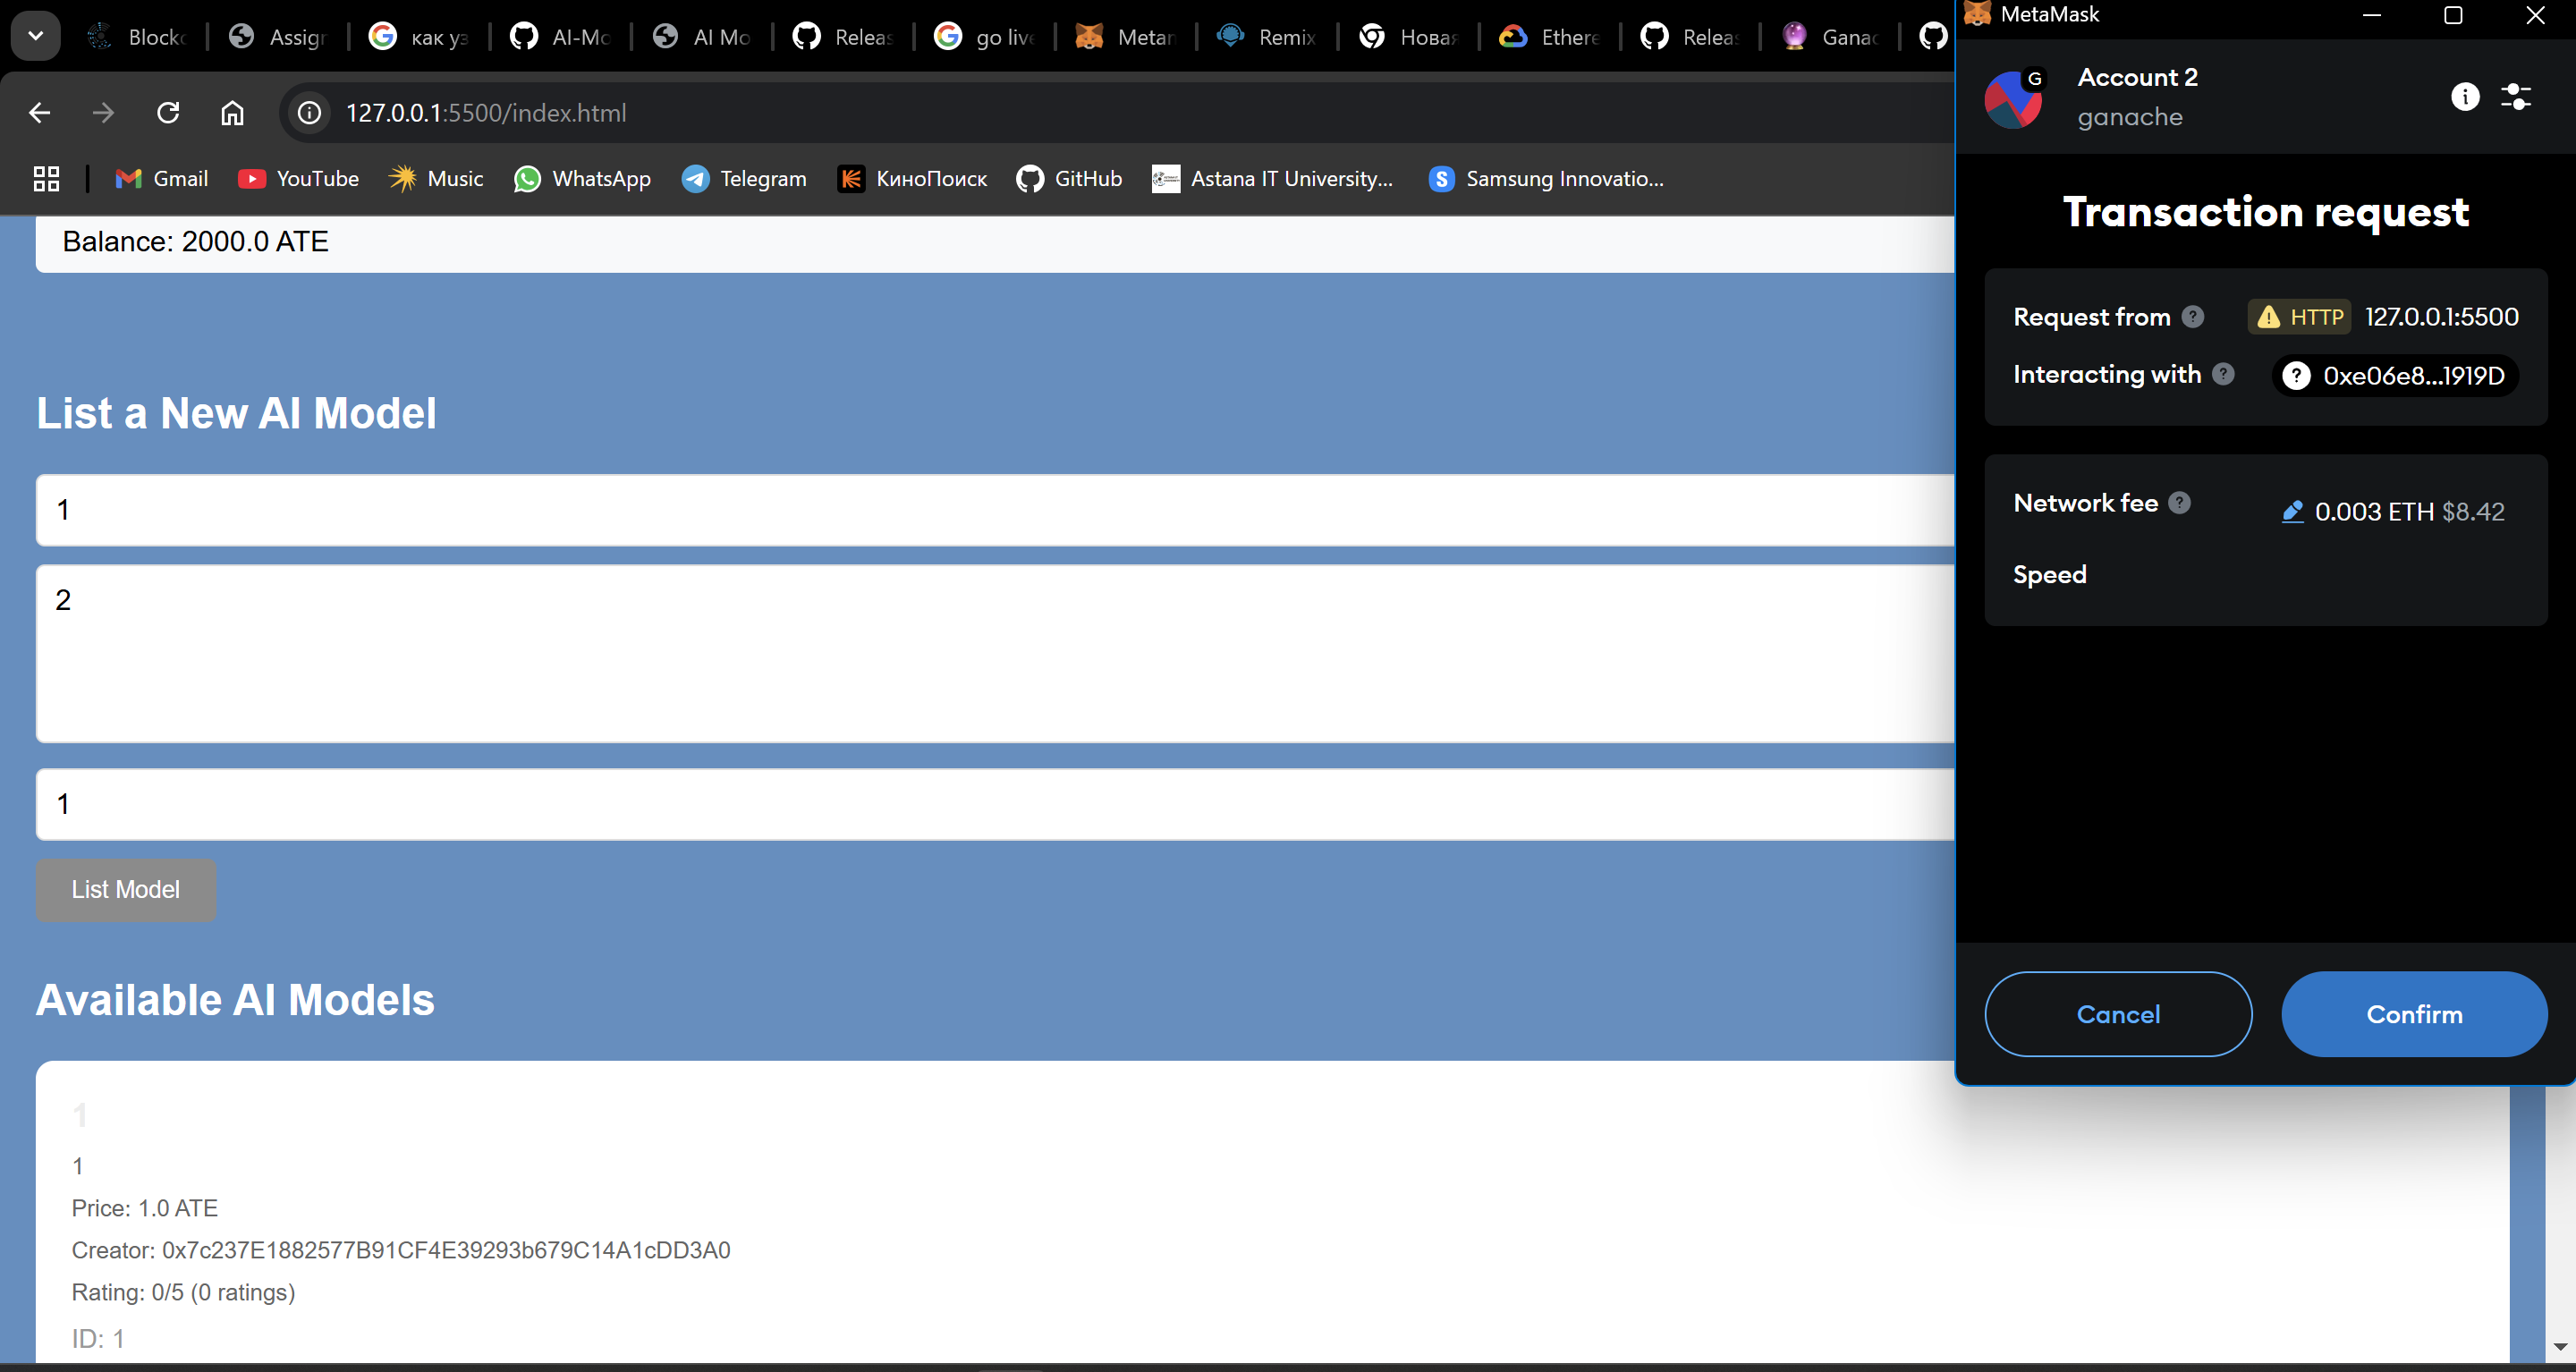 Blockc
Assigr
как уз
AI-Mo
AI Mo
Releas
go live
Metam
Remix
Новая
Ethere
Releas
Ganac
MetaMask
127.0.0.1:5500/index.html
Gmail
YouTube
Music
WhatsApp
Telegram
КиноПоиск
GitHub
Astana IT University...
Samsung Innovatio...
Balance: 2000.0 ATE
List a New AI Model
1
2
1
List Model
Available AI Models
1
1
Price: 1.0 ATE
Creator: 0x7c237E1882577B91CF4E39293b679C14A1cDD3A0
Rating: 0/5 (0 ratings)
ID: 1
G
Account 2
ganache
Transaction request
Request from HTTP 127.0.0.1:5500
Interacting with 0xe06e8...1919D
Network fee 0.003 ETH $8.42
Speed
Cancel
Confirm